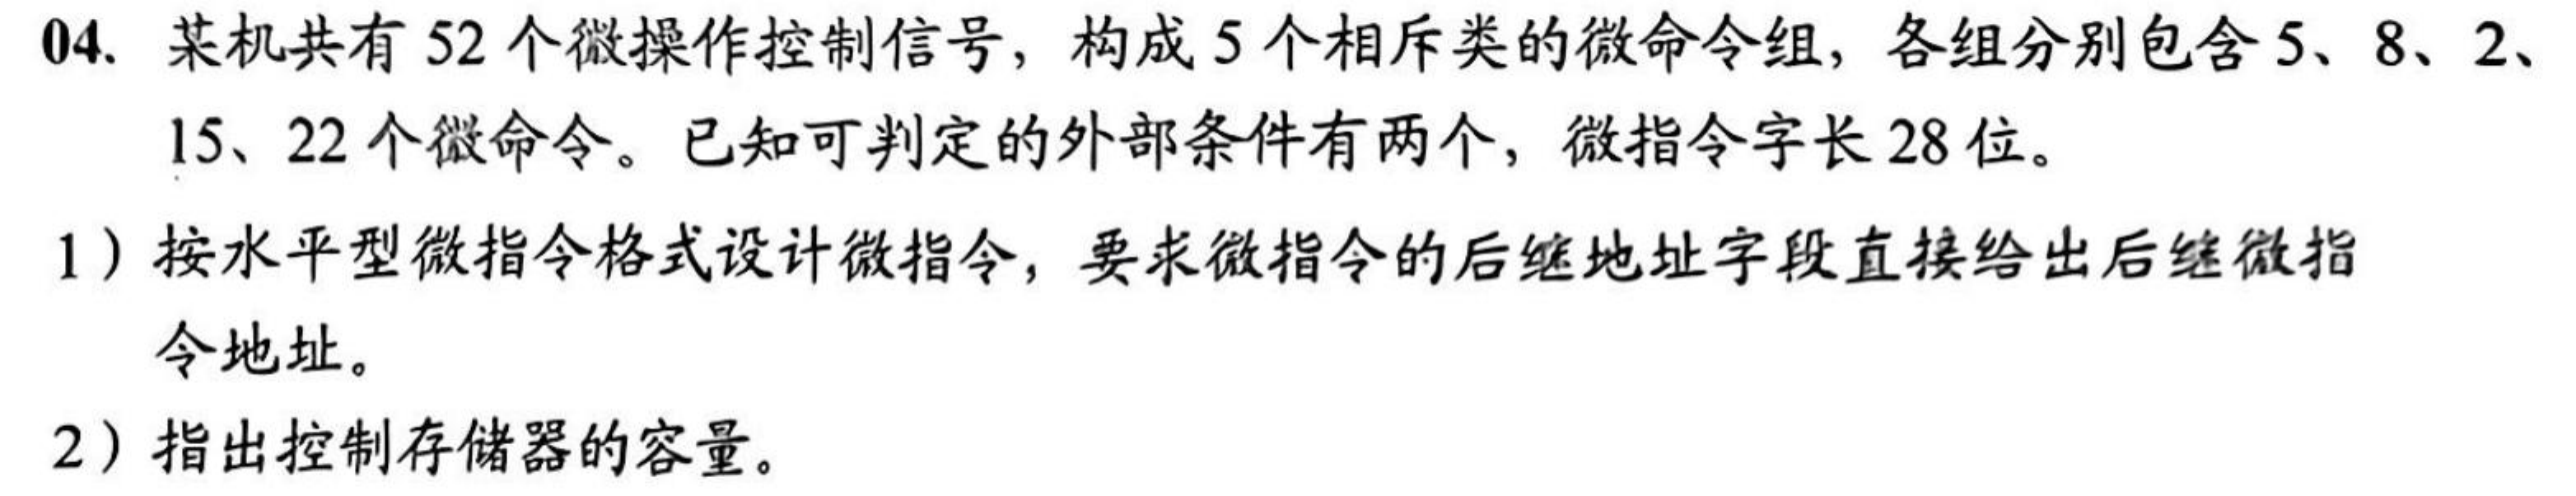 04. 某机共有 52 个微操作控制信号，构成 5 个相斥类的微命令组，各组分别包含 5、8、2、
15、22 个微命令。已知可判定的外部条件有两个，微指令字长 28 位。
1）按水平型微指令格式设计微指令，要求微指令的后继地址字段直接给出后继微指
令地址。
2）指出控制存储器的容量。